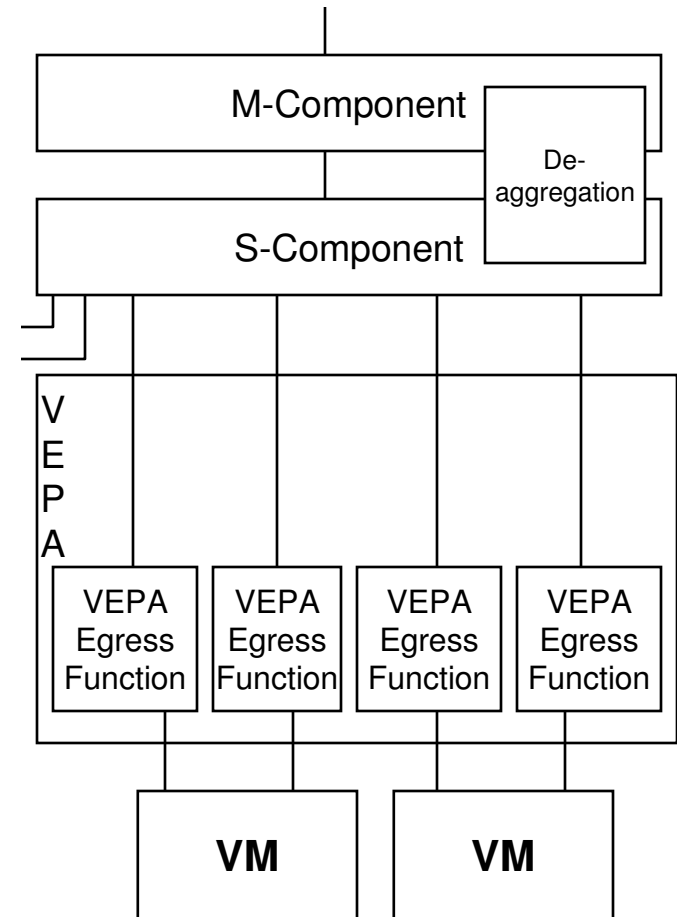 M-Component
De-
aggregation
S-Component
V
E
P
A
VEPA
Egress
Function
VEPA
Egress
Function
VEPA
Egress
Function
VEPA
Egress
Function
VM
VM